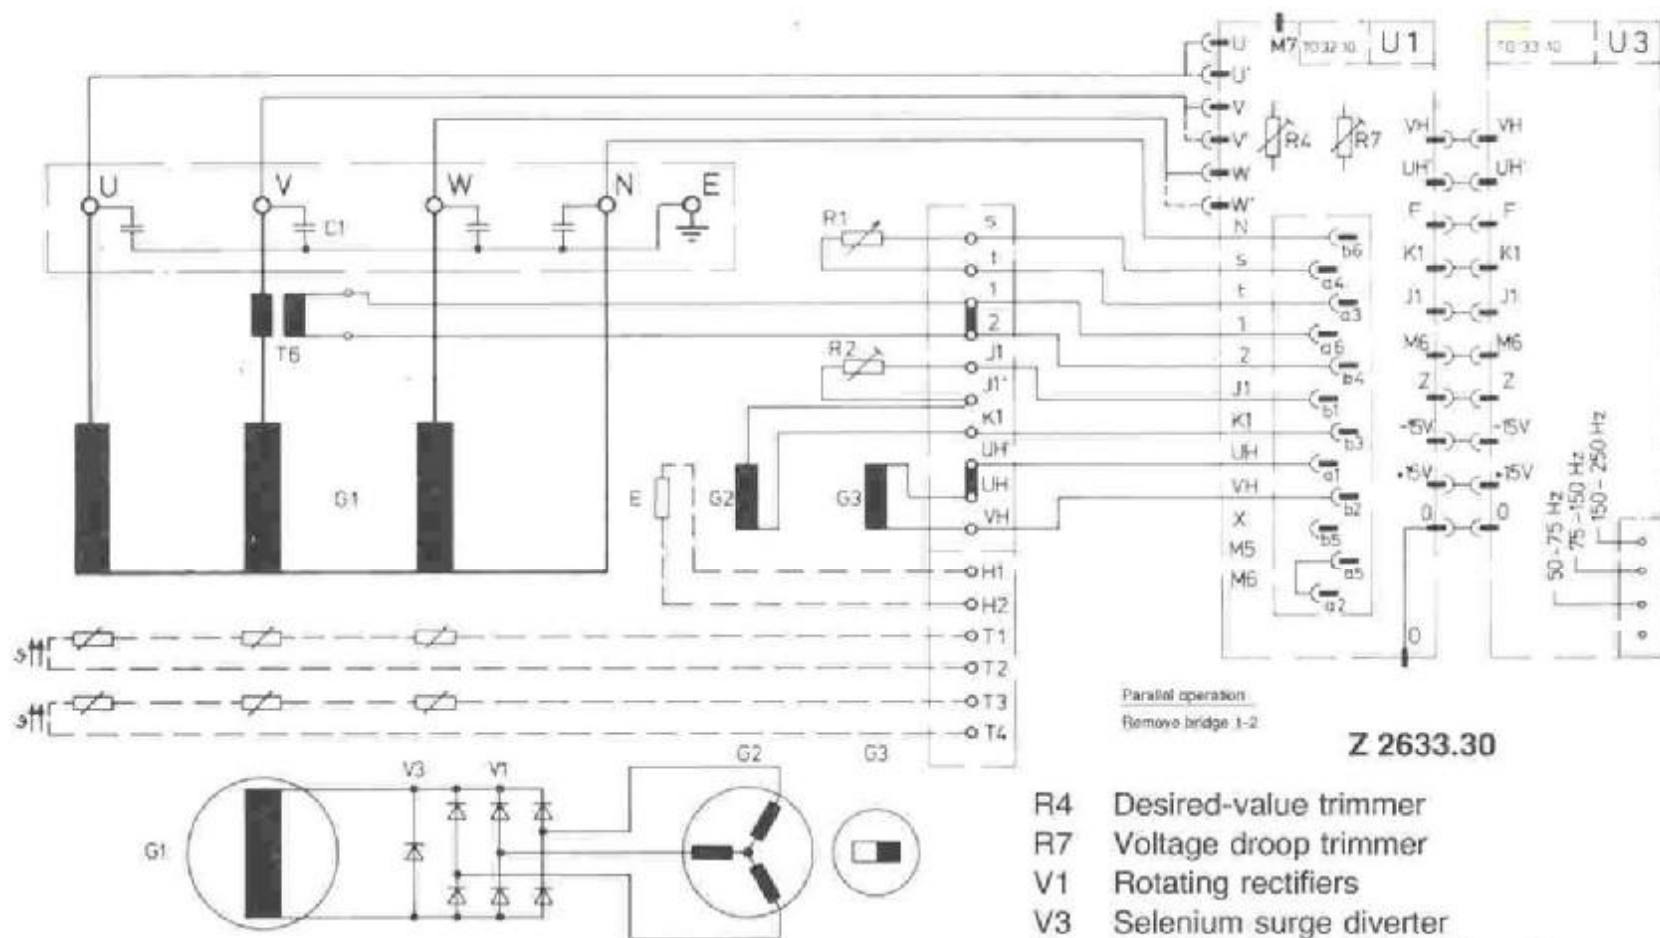 U
U'
V
V'
W
W'
M7
U1
U3
R4
R7
U
V
W
N
E
C1
T6
R1
R2
s
t
1
2
J1
J1'
K1
UH'
UH
VH
H1
H2
T1
T2
T3
T4
N
s
t
1
2
J1
K1
UH
VH
X
M5
M6
b6
a4
a3
a6
b4
b1
b3
a1
b2
b5
a5
a2
VH
VH
UH'
UH'
F
F
K1
K1
J1
J1
M6
M6
Z
Z
-15V
-15V
+15V
+15V
0
0
0
50-75 Hz
75-150 Hz
150-250 Hz
G1
E
G2
G3
Parallel operation
Remove bridge 1-2
Z 2633.30
G1
V3
V1
G2
G3
R4 Desired-value trimmer
R7 Voltage droop trimmer
V1 Rotating rectifiers
V3 Selenium surge diverter